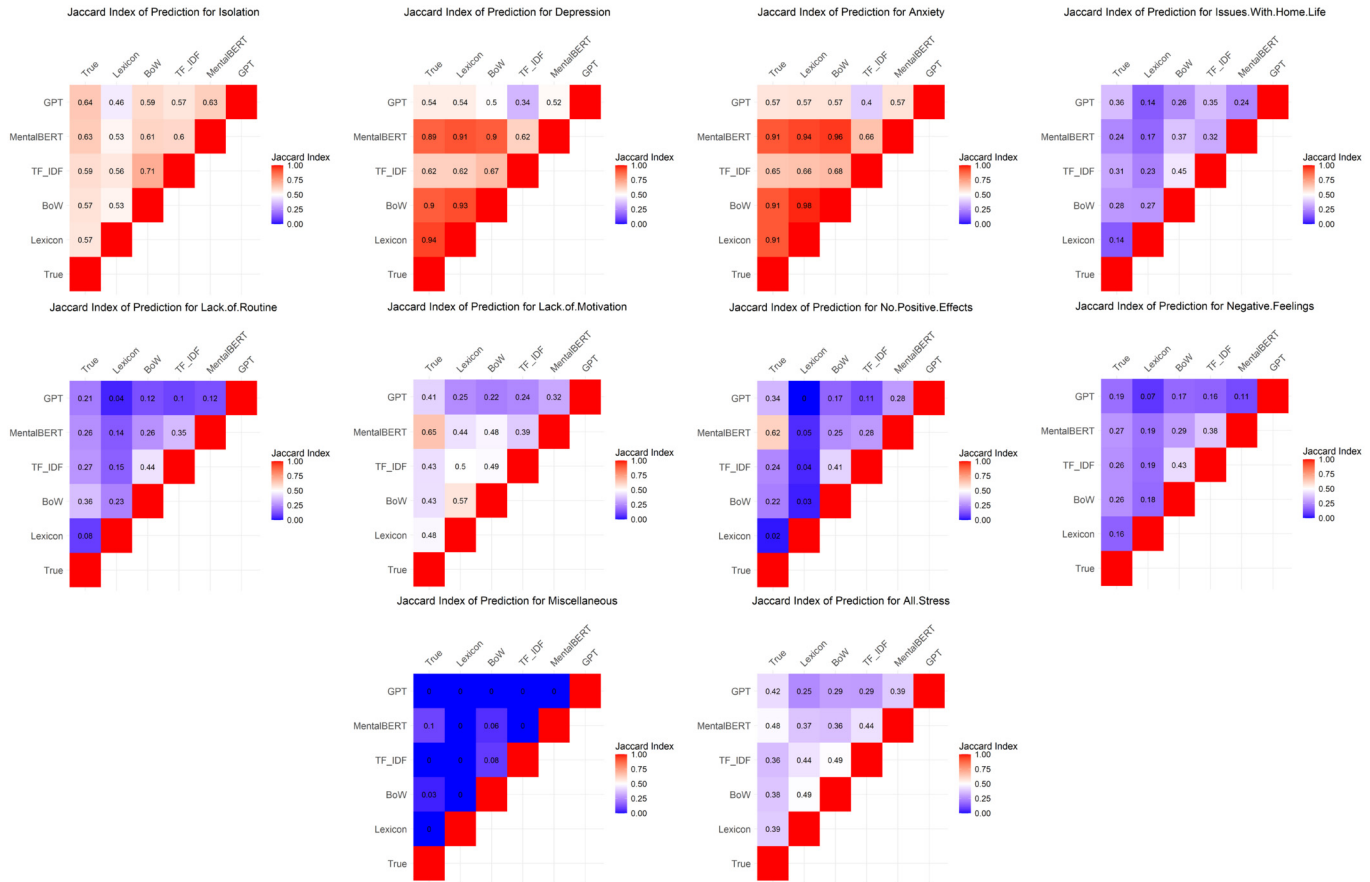 Jaccard Index of Prediction for Isolation
True Lexicon BoW TF_IDF MentalBERT GPT
GPT 0.64 0.46 0.59 0.57 0.63
MentalBERT 0.63 0.53 0.61 0.6
TF_IDF 0.59 0.56 0.71
BoW 0.57 0.53
Lexicon 0.57
True
Jaccard Index
1.00
0.75
0.50
0.25
0.00
Jaccard Index of Prediction for Depression
True Lexicon BoW TF_IDF MentalBERT GPT
GPT 0.54 0.54 0.5 0.34 0.52
MentalBERT 0.89 0.91 0.9 0.62
TF_IDF 0.62 0.62 0.67
BoW 0.9 0.93
Lexicon 0.94
True
Jaccard Index
1.00
0.75
0.50
0.25
0.00
Jaccard Index of Prediction for Anxiety
True Lexicon BoW TF_IDF MentalBERT GPT
GPT 0.57 0.57 0.57 0.4 0.57
MentalBERT 0.91 0.94 0.96 0.66
TF_IDF 0.65 0.66 0.68
BoW 0.91 0.98
Lexicon 0.91
True
Jaccard Index
1.00
0.75
0.50
0.25
0.00
Jaccard Index of Prediction for Issues.With.Home.Life
True Lexicon BoW TF_IDF MentalBERT GPT
GPT 0.36 0.14 0.26 0.35 0.24
MentalBERT 0.24 0.17 0.37 0.32
TF_IDF 0.31 0.23 0.45 0.31
BoW 0.28 0.27
Lexicon 0.14
True
Jaccard Index
1.00
0.75
0.50
0.25
0.00
Jaccard Index of Prediction for Lack.of.Routine
True Lexicon BoW TF_IDF MentalBERT GPT
GPT 0.21 0.04 0.12 0.1 0.12
MentalBERT 0.26 0.14 0.26 0.35
TF_IDF 0.27 0.15 0.44
BoW 0.36 0.23
Lexicon 0.08
True
Jaccard Index
1.00
0.75
0.50
0.25
0.00
Jaccard Index of Prediction for Lack.of.Motivation
True Lexicon BoW TF_IDF MentalBERT GPT
GPT 0.41 0.25 0.22 0.24 0.32
MentalBERT 0.65 0.44 0.48 0.39
TF_IDF 0.43 0.5 0.49
BoW 0.43 0.57
Lexicon 0.48
True
Jaccard Index
1.00
0.75
0.50
0.25
0.00
Jaccard Index of Prediction for No.Positive.Effects
True Lexicon BoW TF_IDF MentalBERT GPT
GPT 0.34 0 0.17 0.11 0.28
MentalBERT 0.62 0.05 0.25 0.28
TF_IDF 0.24 0.04 0.41
BoW 0.22 0.03
Lexicon 0.02
True
Jaccard Index
1.00
0.75
0.50
0.25
0.00
Jaccard Index of Prediction for Negative.Feelings
True Lexicon BoW TF_IDF MentalBERT GPT
GPT 0.19 0.07 0.17 0.16 0.11
MentalBERT 0.27 0.19 0.29 0.38
TF_IDF 0.26 0.19 0.43
BoW 0.26 0.18
Lexicon 0.16
True
Jaccard Index
1.00
0.75
0.50
0.25
0.00
Jaccard Index of Prediction for Miscellaneous
True Lexicon BoW TF_IDF MentalBERT GPT
GPT 0 0 0 0 0
MentalBERT 0.1 0 0.06 0
TF_IDF 0 0 0.08
BoW 0.03 0
Lexicon 0
True
Jaccard Index
1.00
0.75
0.50
0.25
0.00
Jaccard Index of Prediction for All.Stress
True Lexicon BoW TF_IDF MentalBERT GPT
GPT 0.42 0.25 0.29 0.29 0.39
MentalBERT 0.48 0.37 0.36 0.44
TF_IDF 0.36 0.44 0.49
BoW 0.38 0.49
Lexicon 0.39
True
Jaccard Index
1.00
0.75
0.50
0.25
0.00